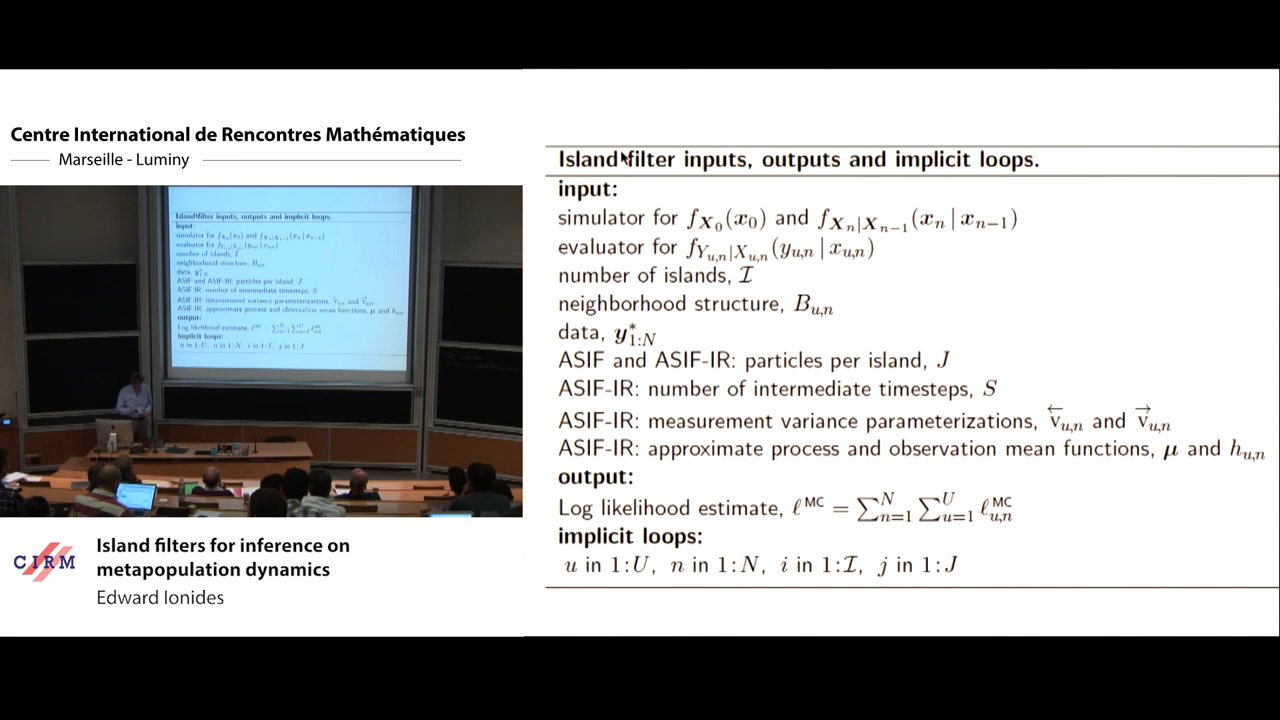 Centre International de Rencontres Mathématiques
Marseille - Luminy
Island filter inputs, outputs and implicit loops.
input:
simulator for f_{X_0}(x_0) and f_{X_n|X_{n-1}}(x_n | x_{n-1})
evaluator for f_{Y_{u,n}|X_{u,n}}(y_{u,n} | x_{u,n})
number of islands, ℐ
neighborhood structure, B_{u,n}
data, y*_{1:N}
ASIF and ASIF-IR: particles per island, J
ASIF-IR: number of intermediate timesteps, S
ASIF-IR: measurement variance parameterizations, \overleftarrow{v}_{u,n} and \overrightarrow{v}_{u,n}
ASIF-IR: approximate process and observation mean functions, μ and h_{u,n}
output:
Log likelihood estimate, ℓ^{MC} = ∑_{n=1}^{N} ∑_{u=1}^{U} ℓ_{u,n}^{MC}
implicit loops:
u in 1:U, n in 1:N, i in 1:ℐ, j in 1:J
CIRM
Island filters for inference on
metapopulation dynamics
Edward Ionides